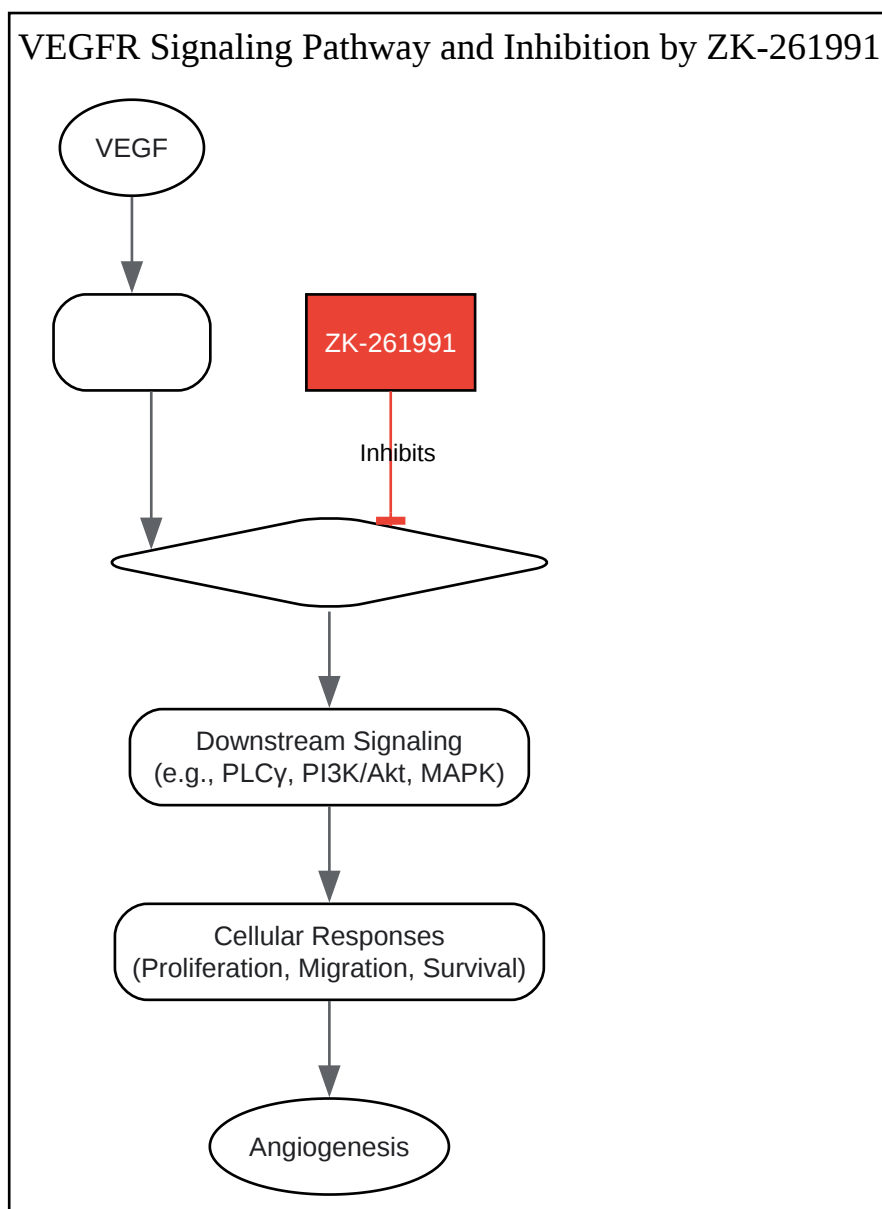 VEGFR Signaling Pathway and Inhibition by ZK-261991
VEGF
ZK-261991
Inhibits
Downstream Signaling
(e.g., PLCγ, PI3K/Akt, MAPK)
Cellular Responses
(Proliferation, Migration, Survival)
Angiogenesis